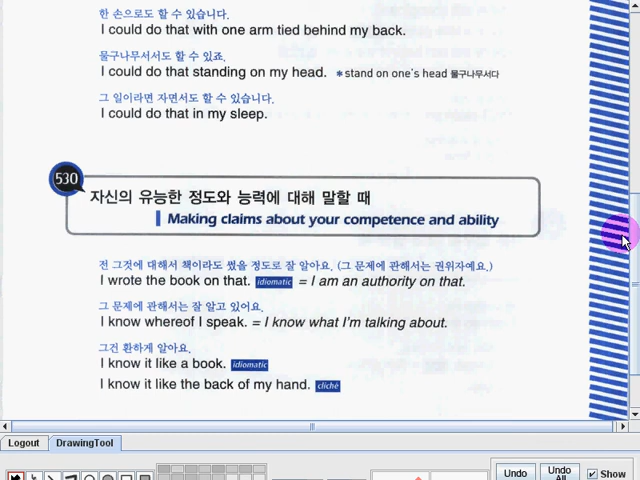 한 손으로도 할 수 있습니다.
I could do that with one arm tied behind my back.
물구나무서서도 할 수 있죠.
I could do that standing on my head. *stand on one's head 물구나무서다
그 일이라면 자면서도 할 수 있습니다.
I could do that in my sleep.
530
자신의 유능한 정도와 능력에 대해 말할 때
Making claims about your competence and ability
전 그것에 대해서 책이라도 썼을 정도로 잘 알아요. (그 문제에 관해서는 권위자예요.)
I wrote the book on that. idiomatic = I am an authority on that.
그 문제에 관해서는 잘 알고 있어요.
I know whereof I speak. = I know what I'm talking about.
그건 환하게 알아요.
I know it like a book. idiomatic
I know it like the back of my hand. cliché
Logout DrawingTool
Undo Undo All Show